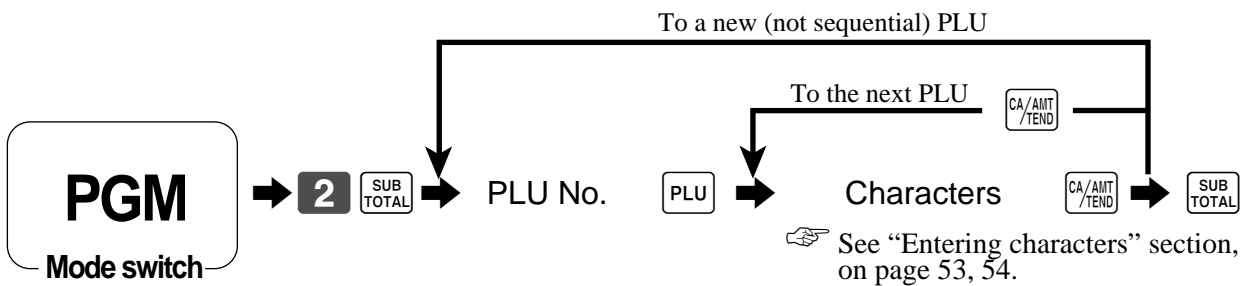 To a new (not sequential) PLU
To the next PLU
CA/AMT
/TEND
PGM
2
SUB
TOTAL
PLU No.
PLU
Characters
CA/AMT
/TEND
SUB
TOTAL
See “Entering characters” section,
on page 53, 54.
Mode switch